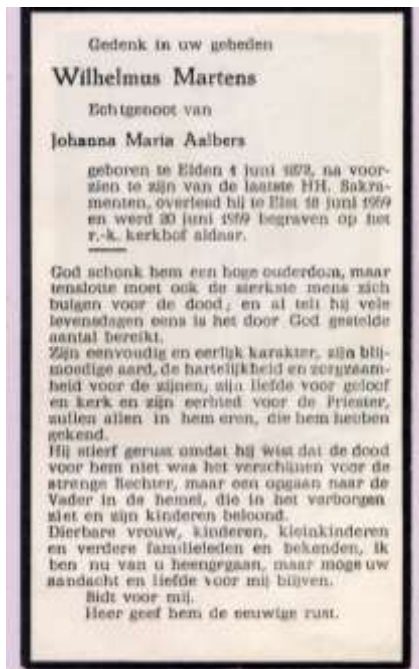 Gedenk in uw gebeden
Wilhelmus Martens
Echtgenoot van
Johanna Maria Aalbers
geboren te Elden 4 juni 1872, na voor-
zien te zijn van de laatste HH. Sakra-
menten, overleed hij te Elst 16 juni 1959
en werd 20 juni 1959 begraven op het
r.-k. kerkhof aldaar.
God schonk hem een hoge ouderdom, maar
tenslotte moet ook de sterkste mens zich
buigen voor de dood; en al telt hij vele
levensdagen eens is het door God gestelde
aantal bereikt.
Zijn eenvoudig en eerlijk karakter, zijn blij-
moedige aard, de hartelijkheid en zorgzaam-
heid voor de zijnen, zijn liefde voor geloof
en kerk en zijn eerbied voor de Priester,
zullen allen in hem eren, die hem hebben
gekend.
Hij stierf gerust omdat hij wist dat de dood
voor hem niet was het verschijnen voor de
strenge Rechter, maar een opgaan naar de
Vader in de hemel, die in het verborgen
ziet en zijn kinderen beloond.
Dierbare vrouw, kinderen, kleinkinderen
en verdere familieleden en bekenden, ik
ben nu van u heengegaan, maar moge uw
aandacht en liefde voor mij blijven.
Bidt voor mij.
Heer geef hem de eeuwige rust.